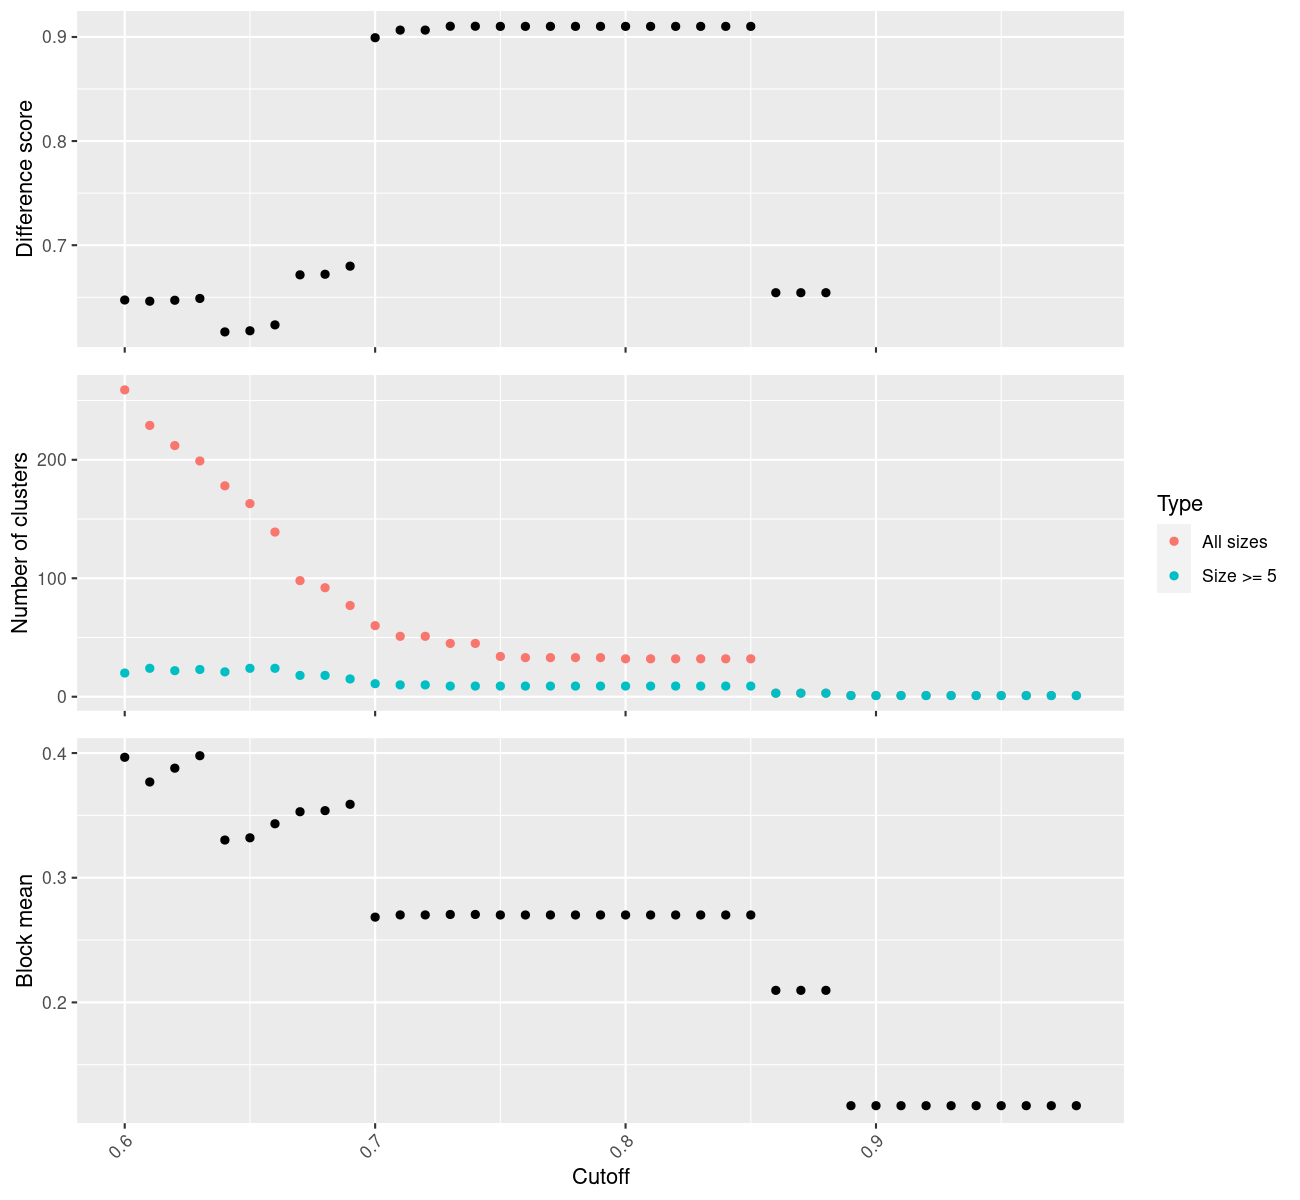 Difference score
0.9
0.8
0.7
Number of clusters
200
100
0
Type
All sizes
Size >= 5
Block mean
0.4
0.3
0.2
0.6
0.7
0.8
0.9
Cutoff